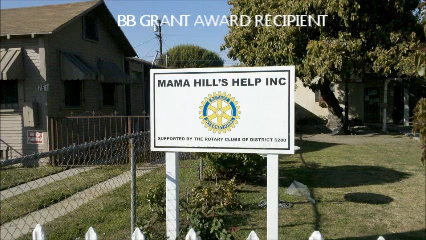 BB GRANT AWARD RECIPIENT
MAMA HILL'S HELP INC
SUPPORTED BY THE ROTARY CLUBS OF DISTRICT 5280